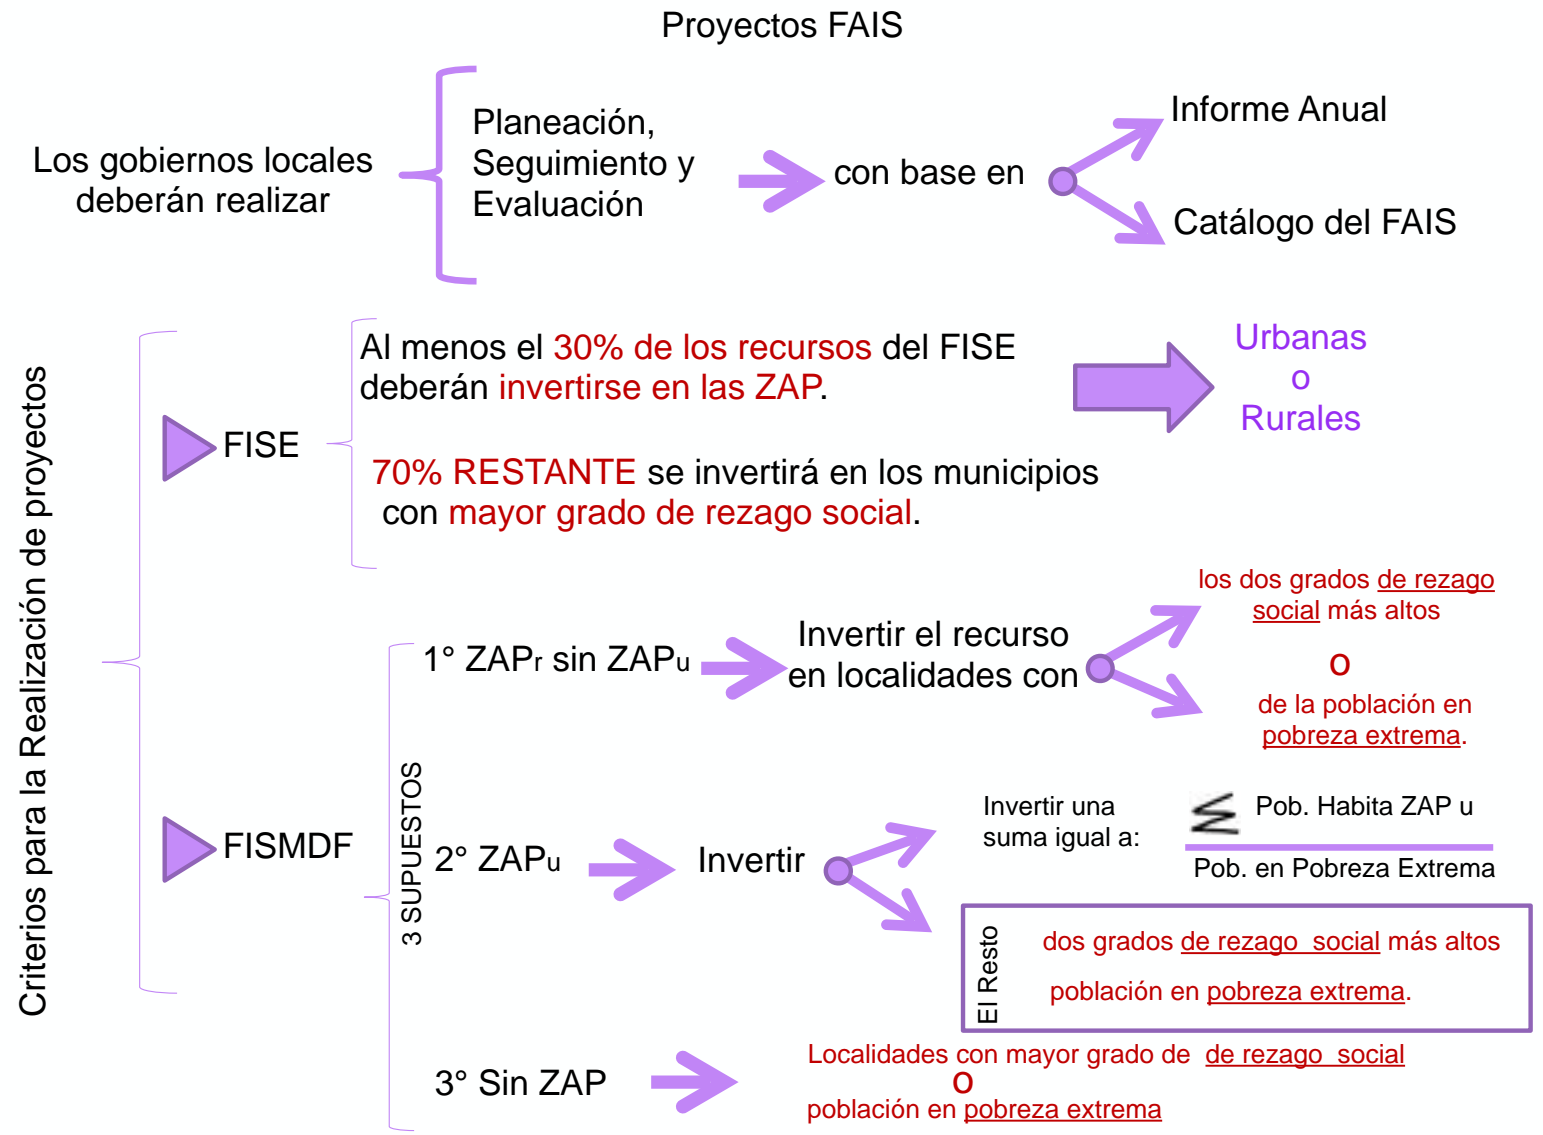 Proyectos FAIS
Los gobiernos locales
deberán realizar
Planeación,
Seguimiento y
Evaluación
con base en
Informe Anual
Catálogo del FAIS
Criterios para la Realización de proyectos
FISE
Al menos el 30% de los recursos del FISE
deberán invertirse en las ZAP.
Urbanas
o
Rurales
70% RESTANTE se invertirá en los municipios
con mayor grado de rezago social.
FISMDF
3 SUPUESTOS
1° ZAPr sin ZAPu
Invertir el recurso
en localidades con
los dos grados de rezago
social más altos
O
de la población en
pobreza extrema.
2° ZAPu
Invertir
Invertir una
suma igual a:
Pob. Habita ZAP u
Pob. en Pobreza Extrema
El Resto
dos grados de rezago social más altos
población en pobreza extrema.
3° Sin ZAP
Localidades con mayor grado de de rezago social
O
población en pobreza extrema